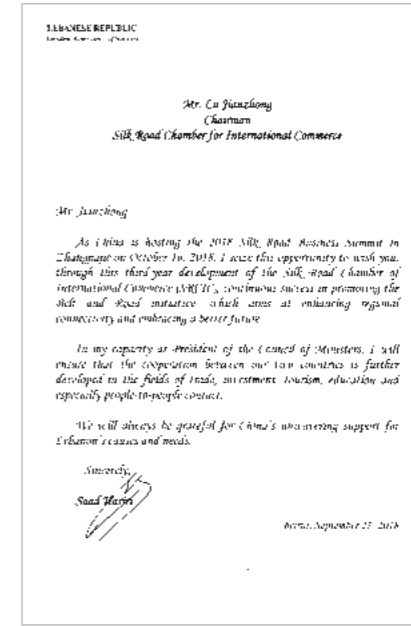 LEBANESE REPUBLIC
Mr. Lu Jianzhong
Chairman
Silk Road Chamber for International Commerce
Mr. Jianzhong
As China is hosting the 2018 Silk Road Business Summit in
Zhangjiajie on October 16, 2018, I seize this opportunity to wish you,
through this third year development of the Silk Road Chamber of
International Commerce (SRCIC), continuous success in promoting the
Belt and Road initiative which aims at enhancing regional
connectivity and embracing a better future.
In my capacity as President of the Council of Ministers, I will
ensure that the cooperation between our two countries is further
developed in the fields of trade, investment, tourism, education and
especially people-to-people contact.
We will always be grateful for China's unwavering support for
Lebanon's causes and needs.
Sincerely,
Saad Hariri
Beirut, September 2018